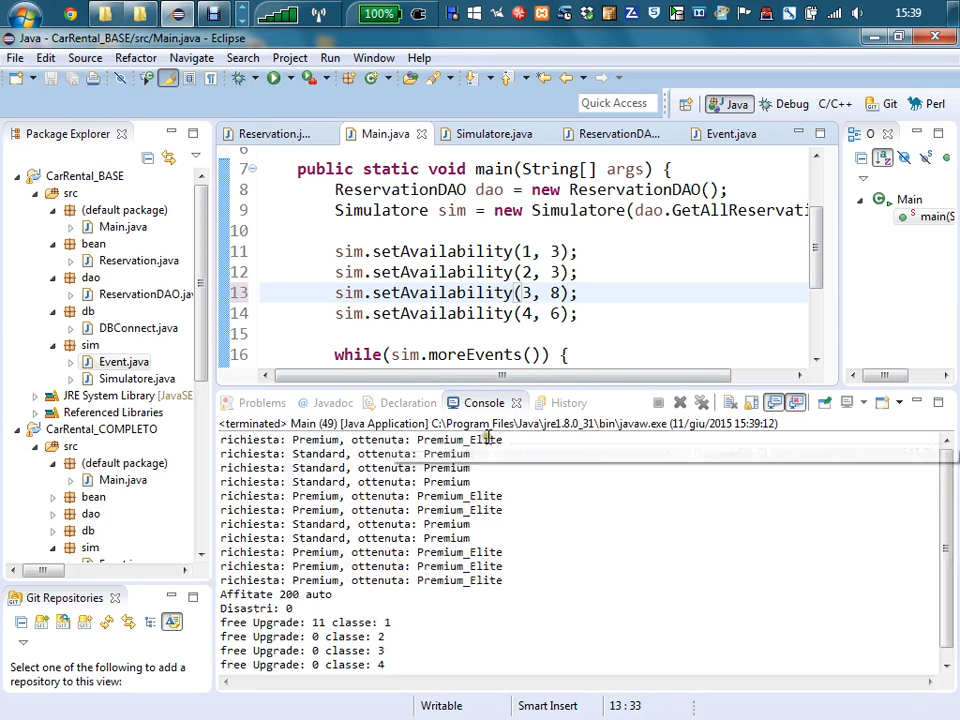 100%
15:39
Java - CarRental_BASE/src/Main.java - Eclipse
File Edit Source Refactor Navigate Search Project Run Window Help
Quick Access
Java Debug C/C++ Git Perl
Package Explorer
CarRental_BASE
src
(default package)
Main.java
bean
Reservation.java
dao
ReservationDAO.java
db
DBConnect.java
sim
Event.java
Simulatore.java
JRE System Library [JavaSE
Referenced Libraries
CarRental_COMPLETO
src
(default package)
Main.java
bean
dao
db
sim
Git Repositories
Select one of the following to add a
repository to this view:
Reservation.j... Main.java Simulatore.java ReservationDA... Event.java
6
7 public static void main(String[] args) {
8 ReservationDAO dao = new ReservationDAO();
9 Simulatore sim = new Simulatore(dao.GetAllReservati
10
11 sim.setAvailability(1, 3);
12 sim.setAvailability(2, 3);
13 sim.setAvailability(3, 8);
14 sim.setAvailability(4, 6);
15
16 while(sim.moreEvents()) {
O
Main
main(S
Problems Javadoc Declaration Console History
<terminated> Main (49) [Java Application] C:\Program Files\Java\jre1.8.0_31\bin\javaw.exe (11/giu/2015 15:39:12)
richiesta: Premium, ottenuta: Premium_Elite
richiesta: Standard, ottenuta: Premium
richiesta: Standard, ottenuta: Premium
richiesta: Standard, ottenuta: Premium
richiesta: Premium, ottenuta: Premium_Elite
richiesta: Premium, ottenuta: Premium_Elite
richiesta: Standard, ottenuta: Premium
richiesta: Standard, ottenuta: Premium
richiesta: Premium, ottenuta: Premium_Elite
richiesta: Premium, ottenuta: Premium_Elite
richiesta: Premium, ottenuta: Premium_Elite
Affitate 200 auto
Disastri: 0
free Upgrade: 11 classe: 1
free Upgrade: 0 classe: 2
free Upgrade: 0 classe: 3
free Upgrade: 0 classe: 4
Writable Smart Insert 13 : 33